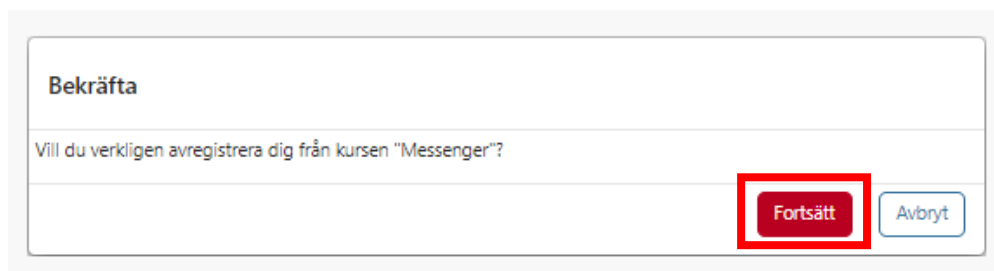 Bekräfta
Vill du verkligen avregistrera dig från kursen "Messenger"?
Fortsätt
Avbryt